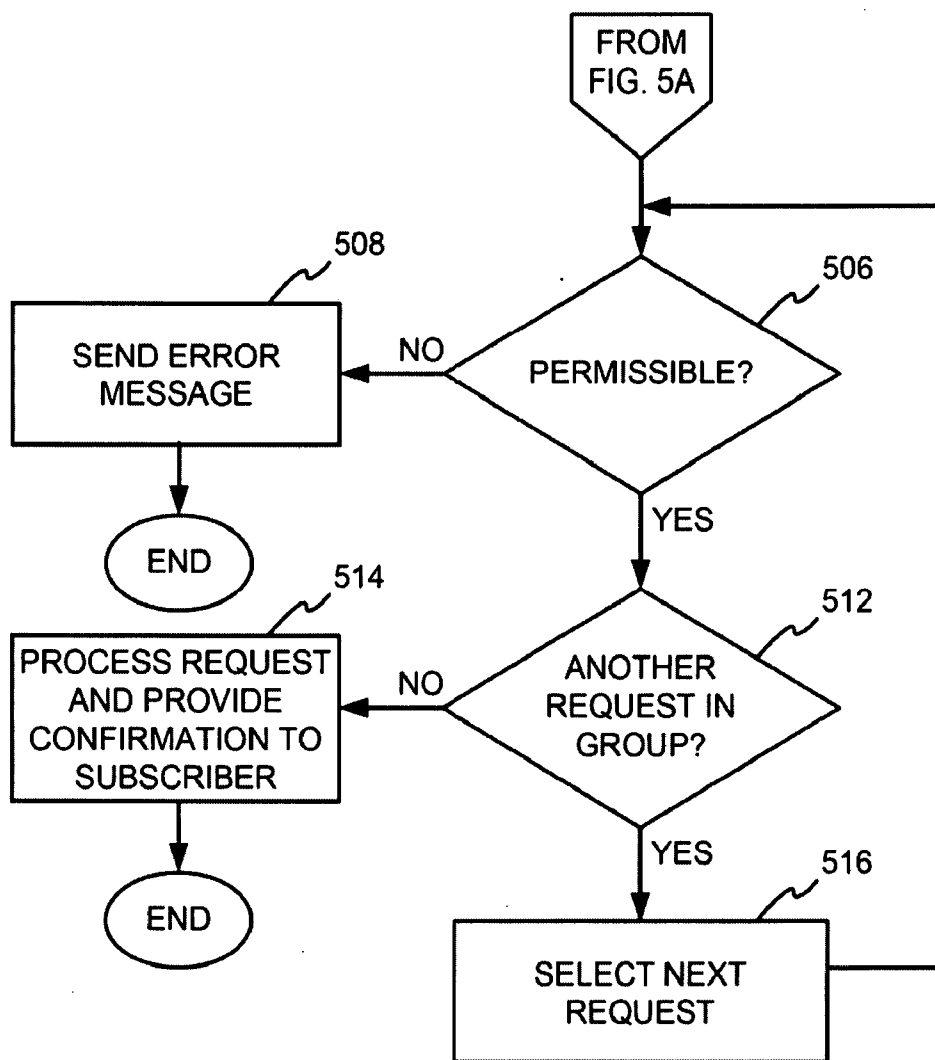 FROM
FIG. 5A
508
506
SEND ERROR
MESSAGE
NO
PERMISSIBLE?
YES
END
514
512
PROCESS REQUEST
AND PROVIDE
CONFIRMATION TO
SUBSCRIBER
NO
ANOTHER
REQUEST IN
GROUP?
YES
516
END
SELECT NEXT
REQUEST